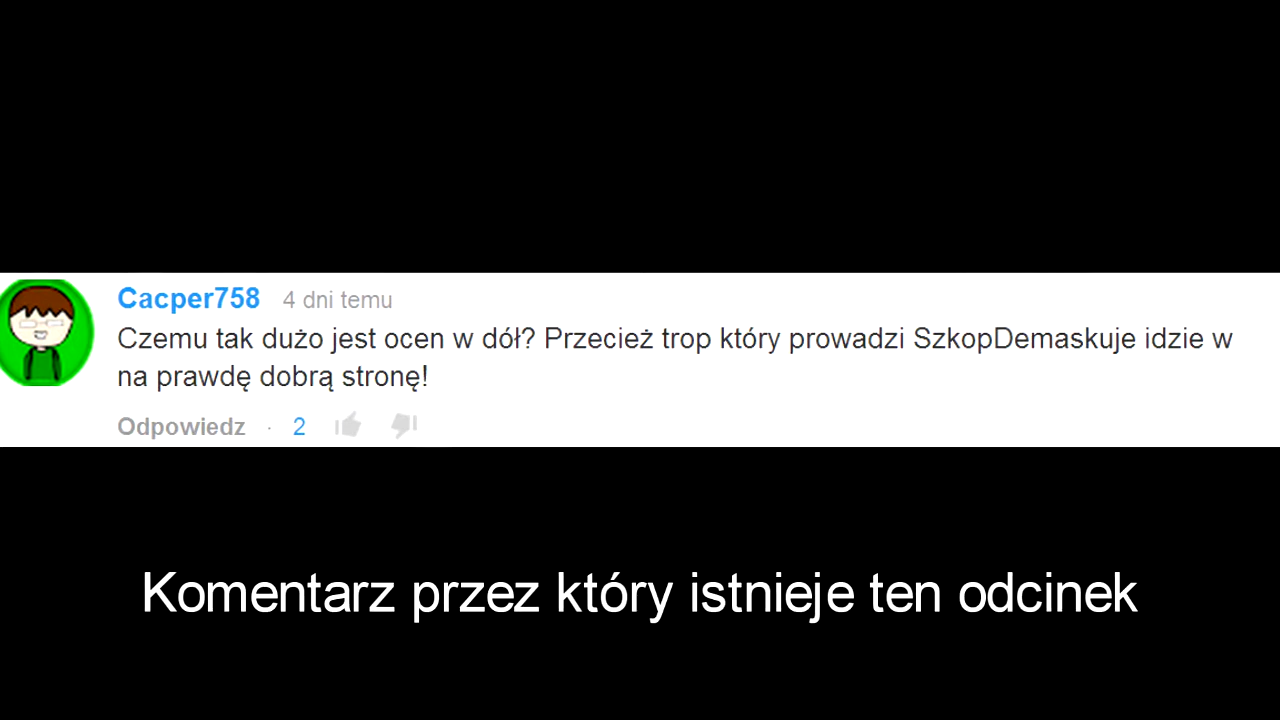 Cacper758 4 dni temu
Czemu tak dużo jest ocen w dół? Przecież trop który prowadzi SzkopDemaskuje idzie w
na prawdę dobrą stronę!
Odpowiedz · 2
Komentarz przez który istnieje ten odcinek